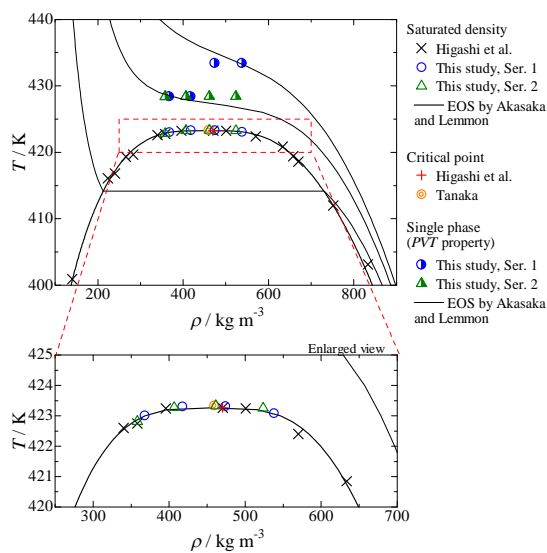 440
430
420
410
400
T / K
200
400
600
800
ρ / kg m⁻³
Saturated density
Higashi et al.
This study, Ser. 1
This study, Ser. 2
EOS by Akasaka
and Lemmon
Critical point
Higashi et al.
Tanaka
Single phase
(PVT property)
This study, Ser. 1
This study, Ser. 2
EOS by Akasaka
and Lemmon
Enlarged view
425
424
423
422
421
420
T / K
300
400
500
600
700
ρ / kg m⁻³